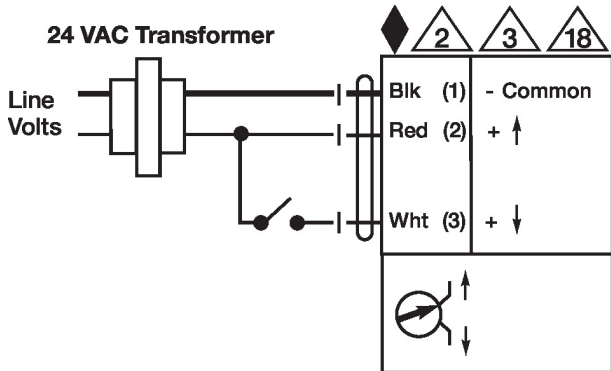 24 VAC Transformer
2
3
18
Line
Volts
Blk (1) - Common
Red (2) +
Wht (3) +